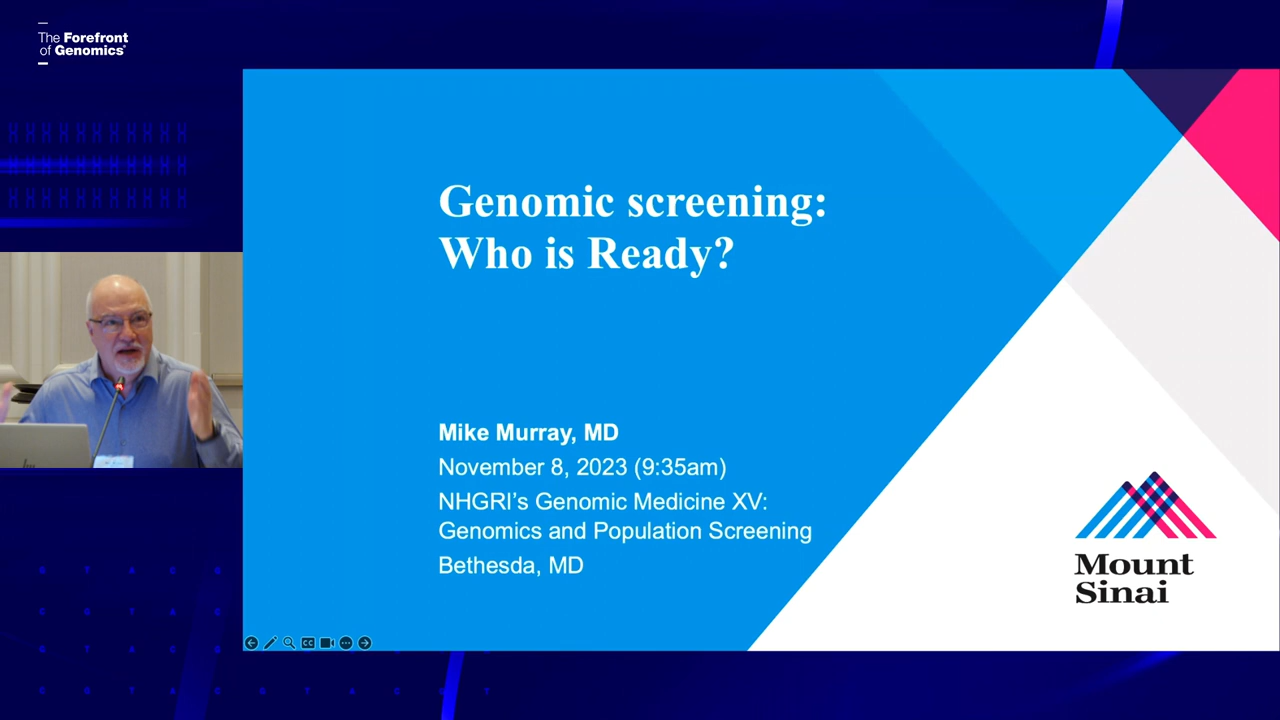 The Forefront
of Genomics®
Genomic screening:
Who is Ready?
Mike Murray, MD
November 8, 2023 (9:35am)
NHGRI’s Genomic Medicine XV:
Genomics and Population Screening
Bethesda, MD
Mount
Sinai
CC